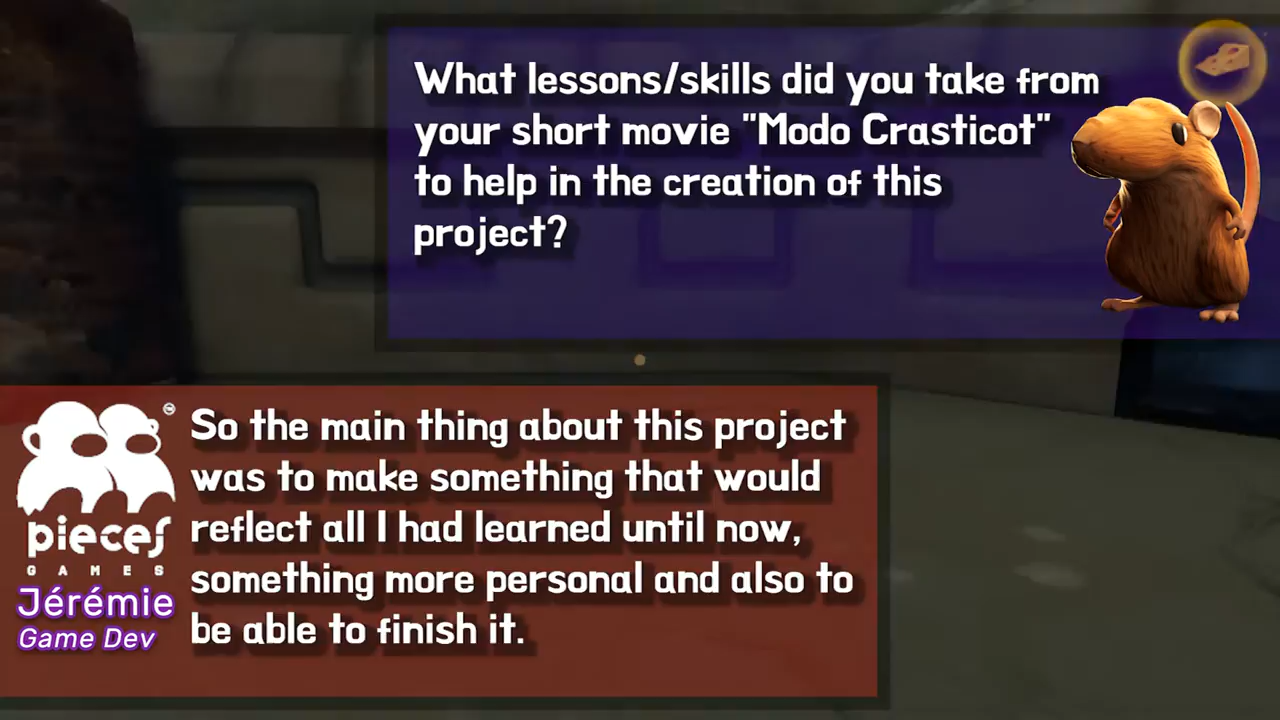 What lessons/skills did you take from
your short movie "Modo Crasticot"
to help in the creation of this
project?
So the main thing about this project
was to make something that would
reflect all I had learned until now,
something more personal and also to
be able to finish it.
pieces
GAMES
Jérémie
Game Dev